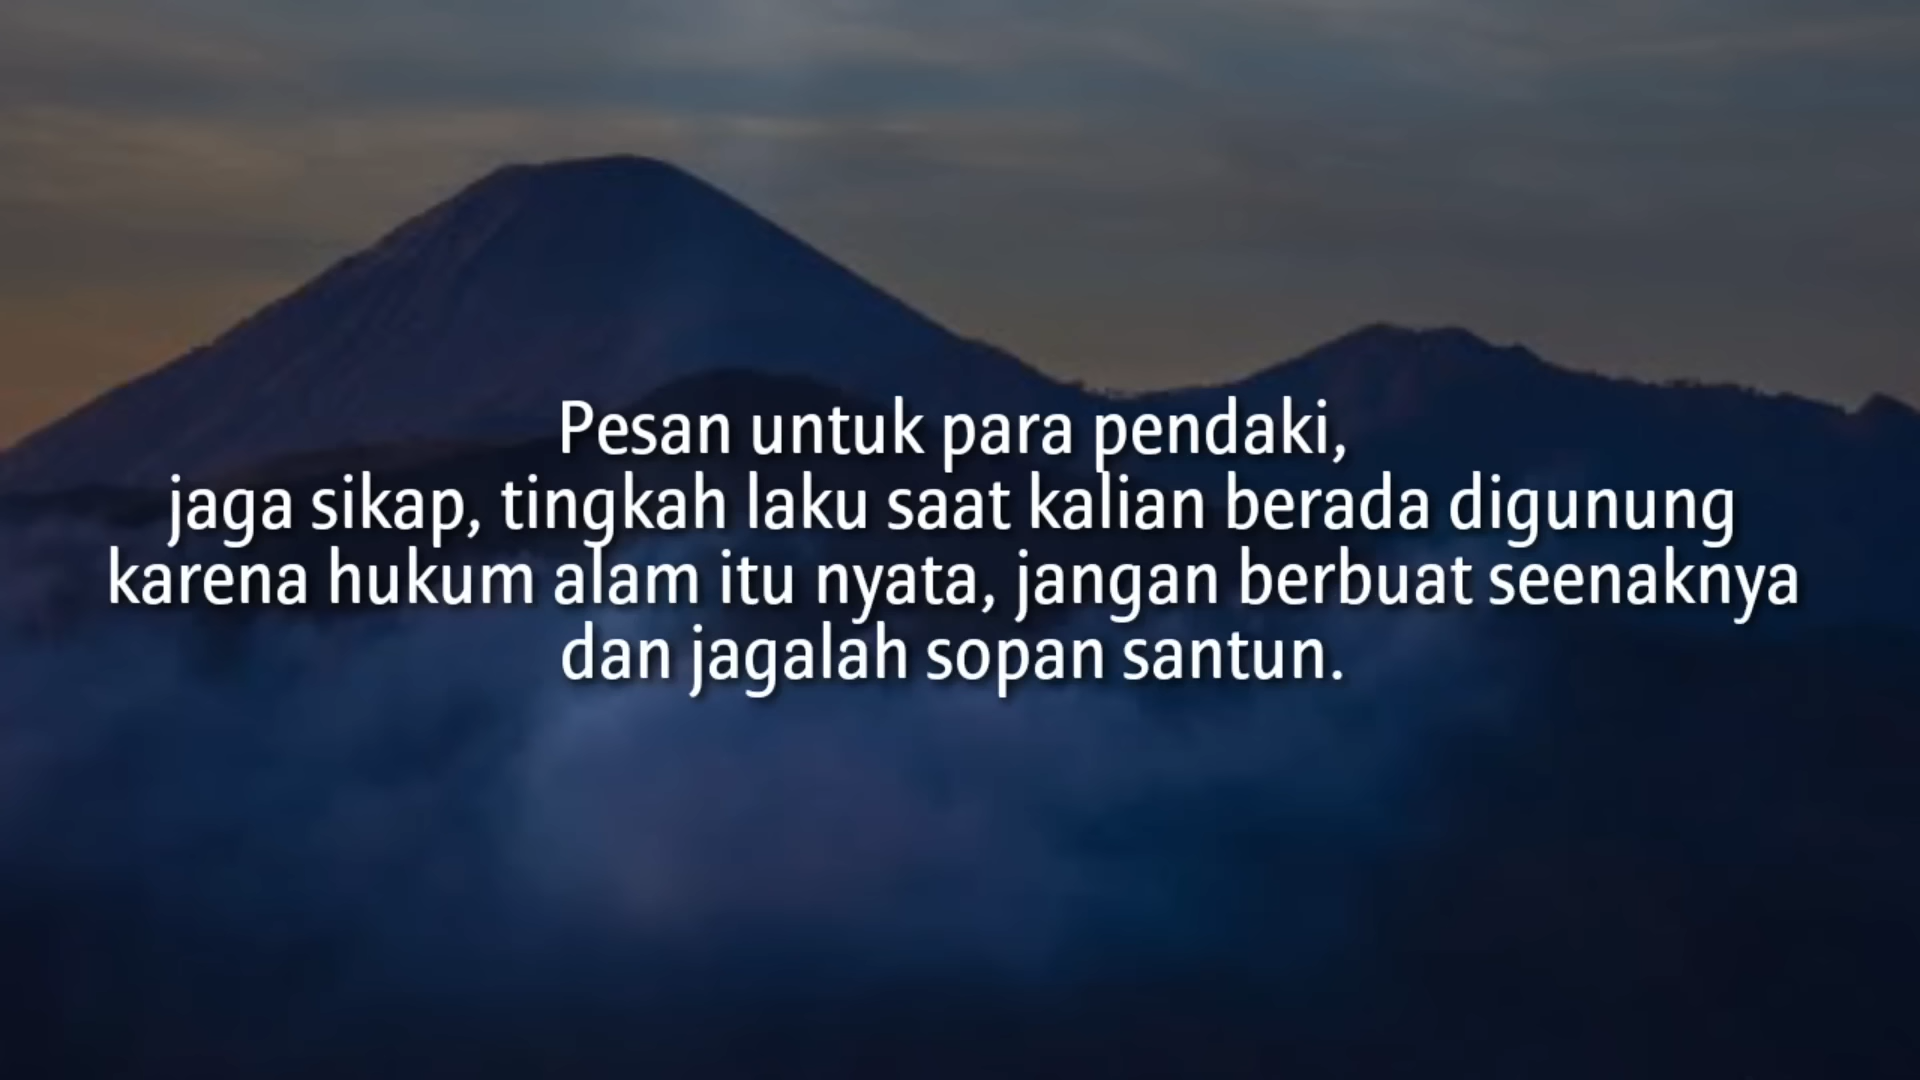 Pesan untuk para pendaki,
jaga sikap, tingkah laku saat kalian berada digunung
karena hukum alam itu nyata, jangan berbuat seenaknya
dan jagalah sopan santun.